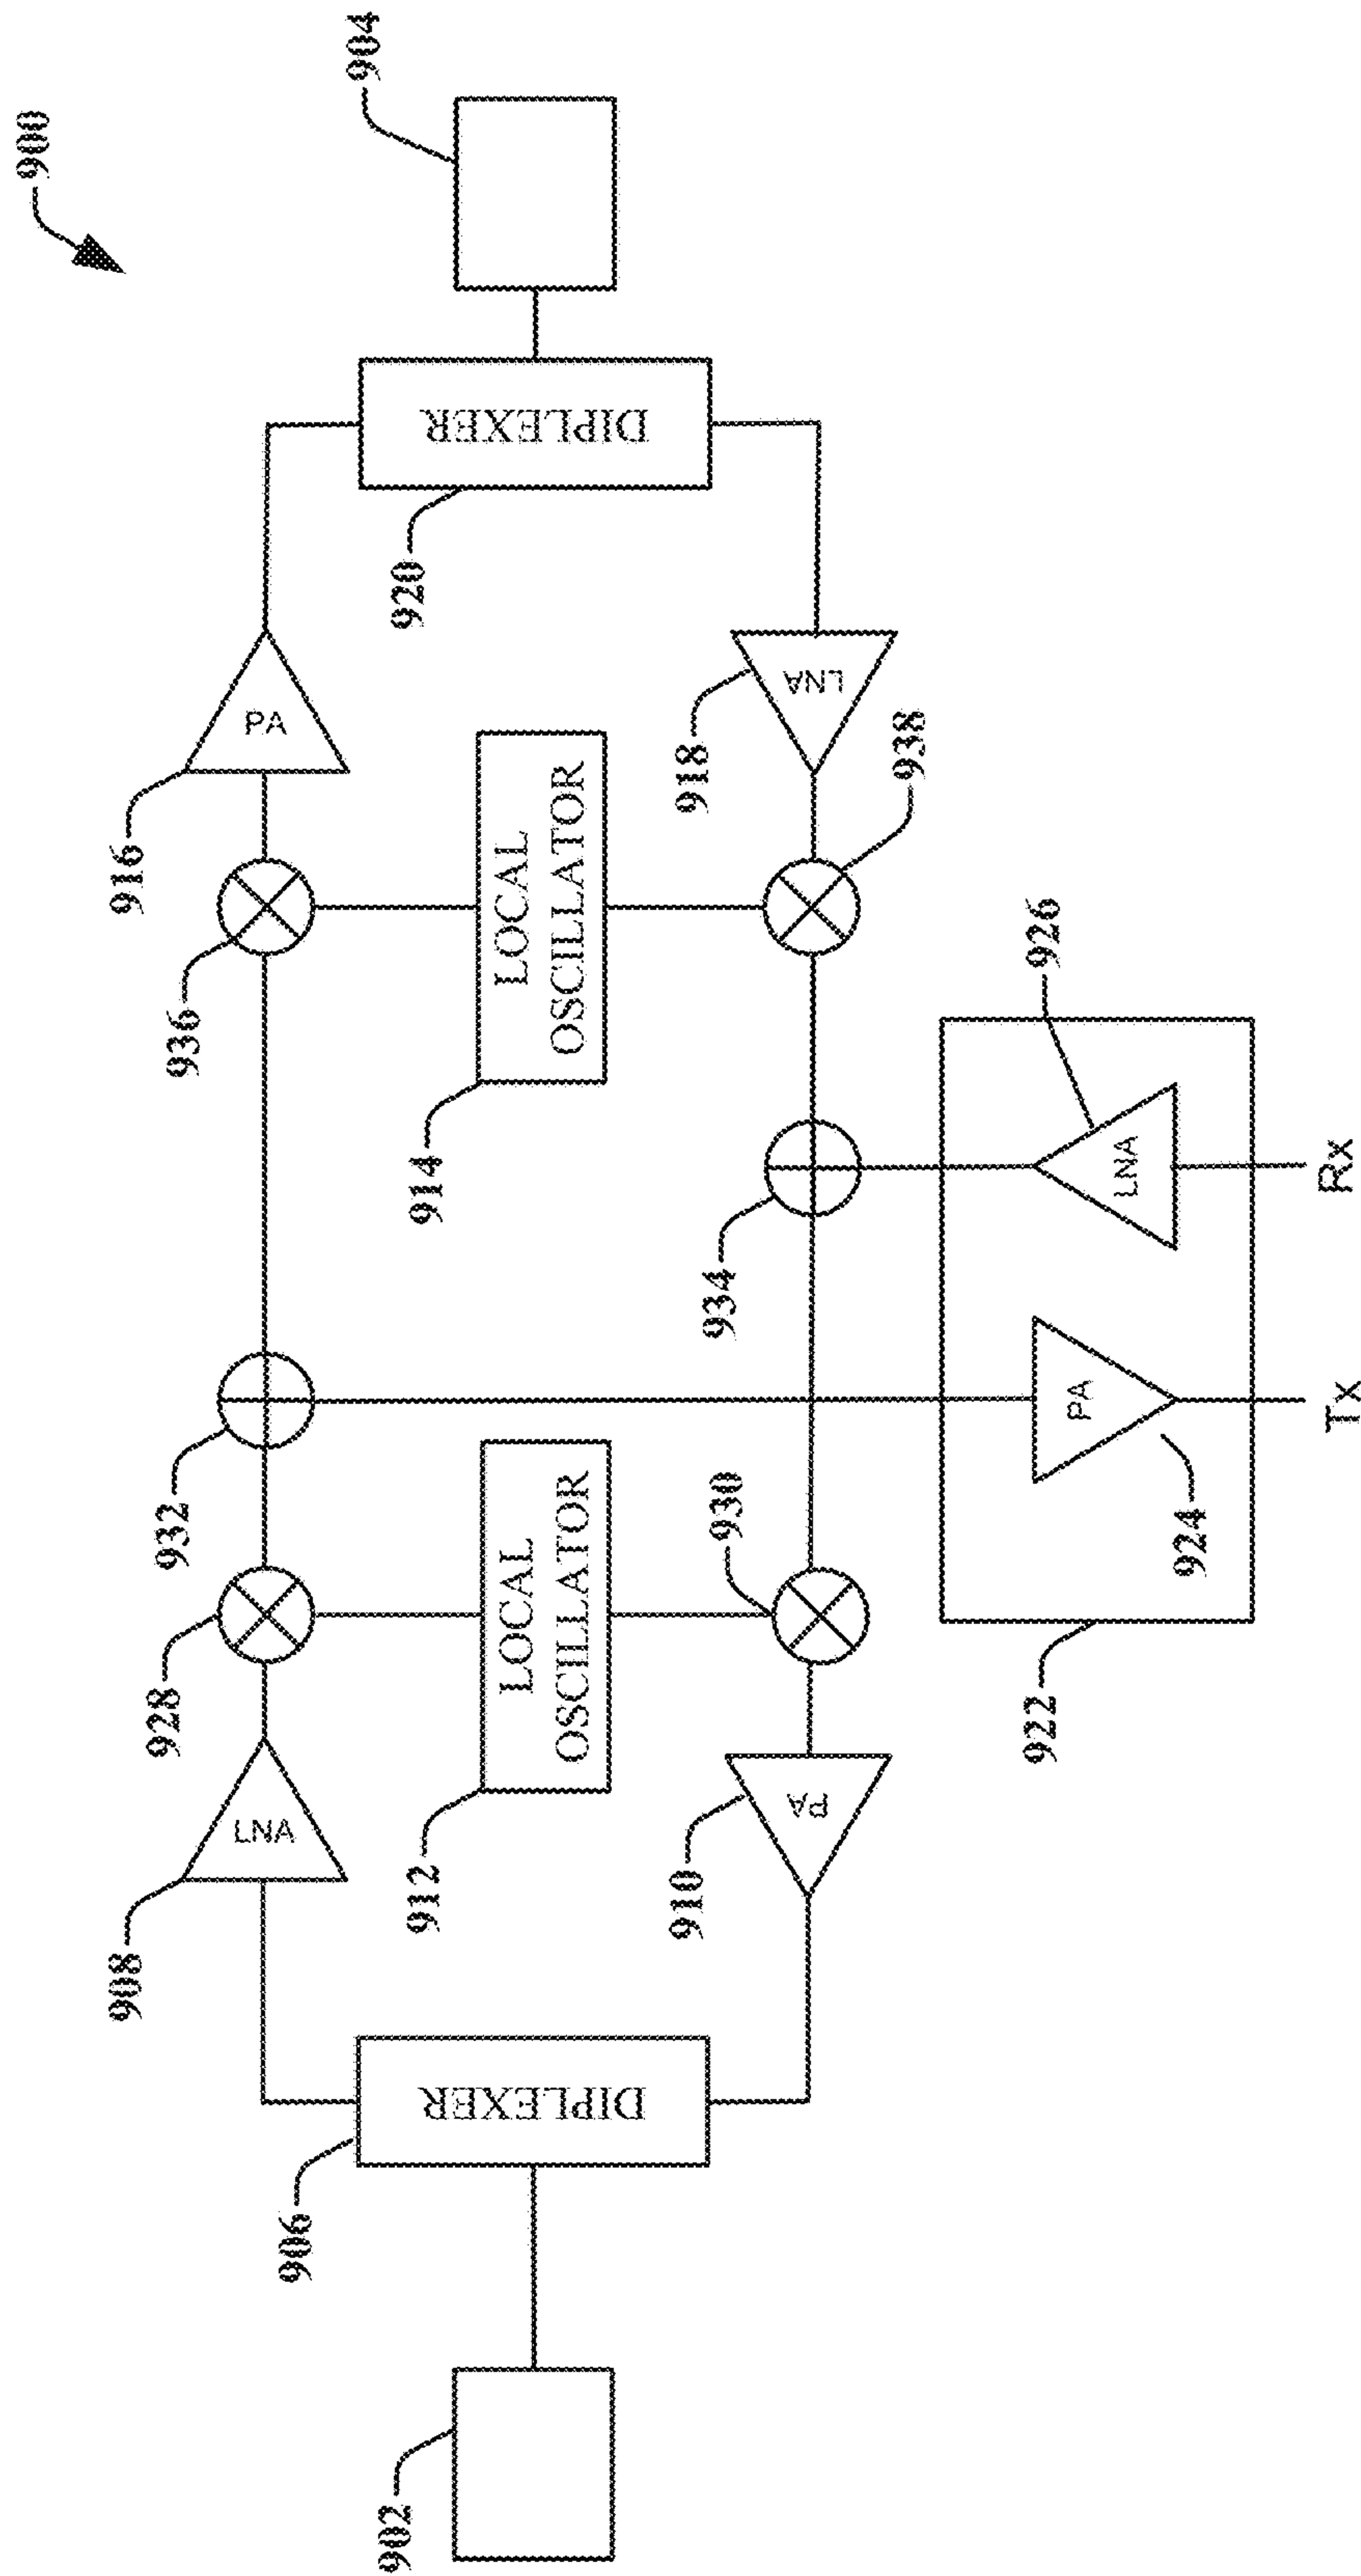 900
904
DIPLEXER
920
PA
916
LNA
918
938
936
LOCAL
OSCILLATOR
914
926
LNA
Rx
934
932
PA
Tx
924
922
930
928
LOCAL
OSCILLATOR
912
LNA
908
PA
910
DIPLEXER
906
902